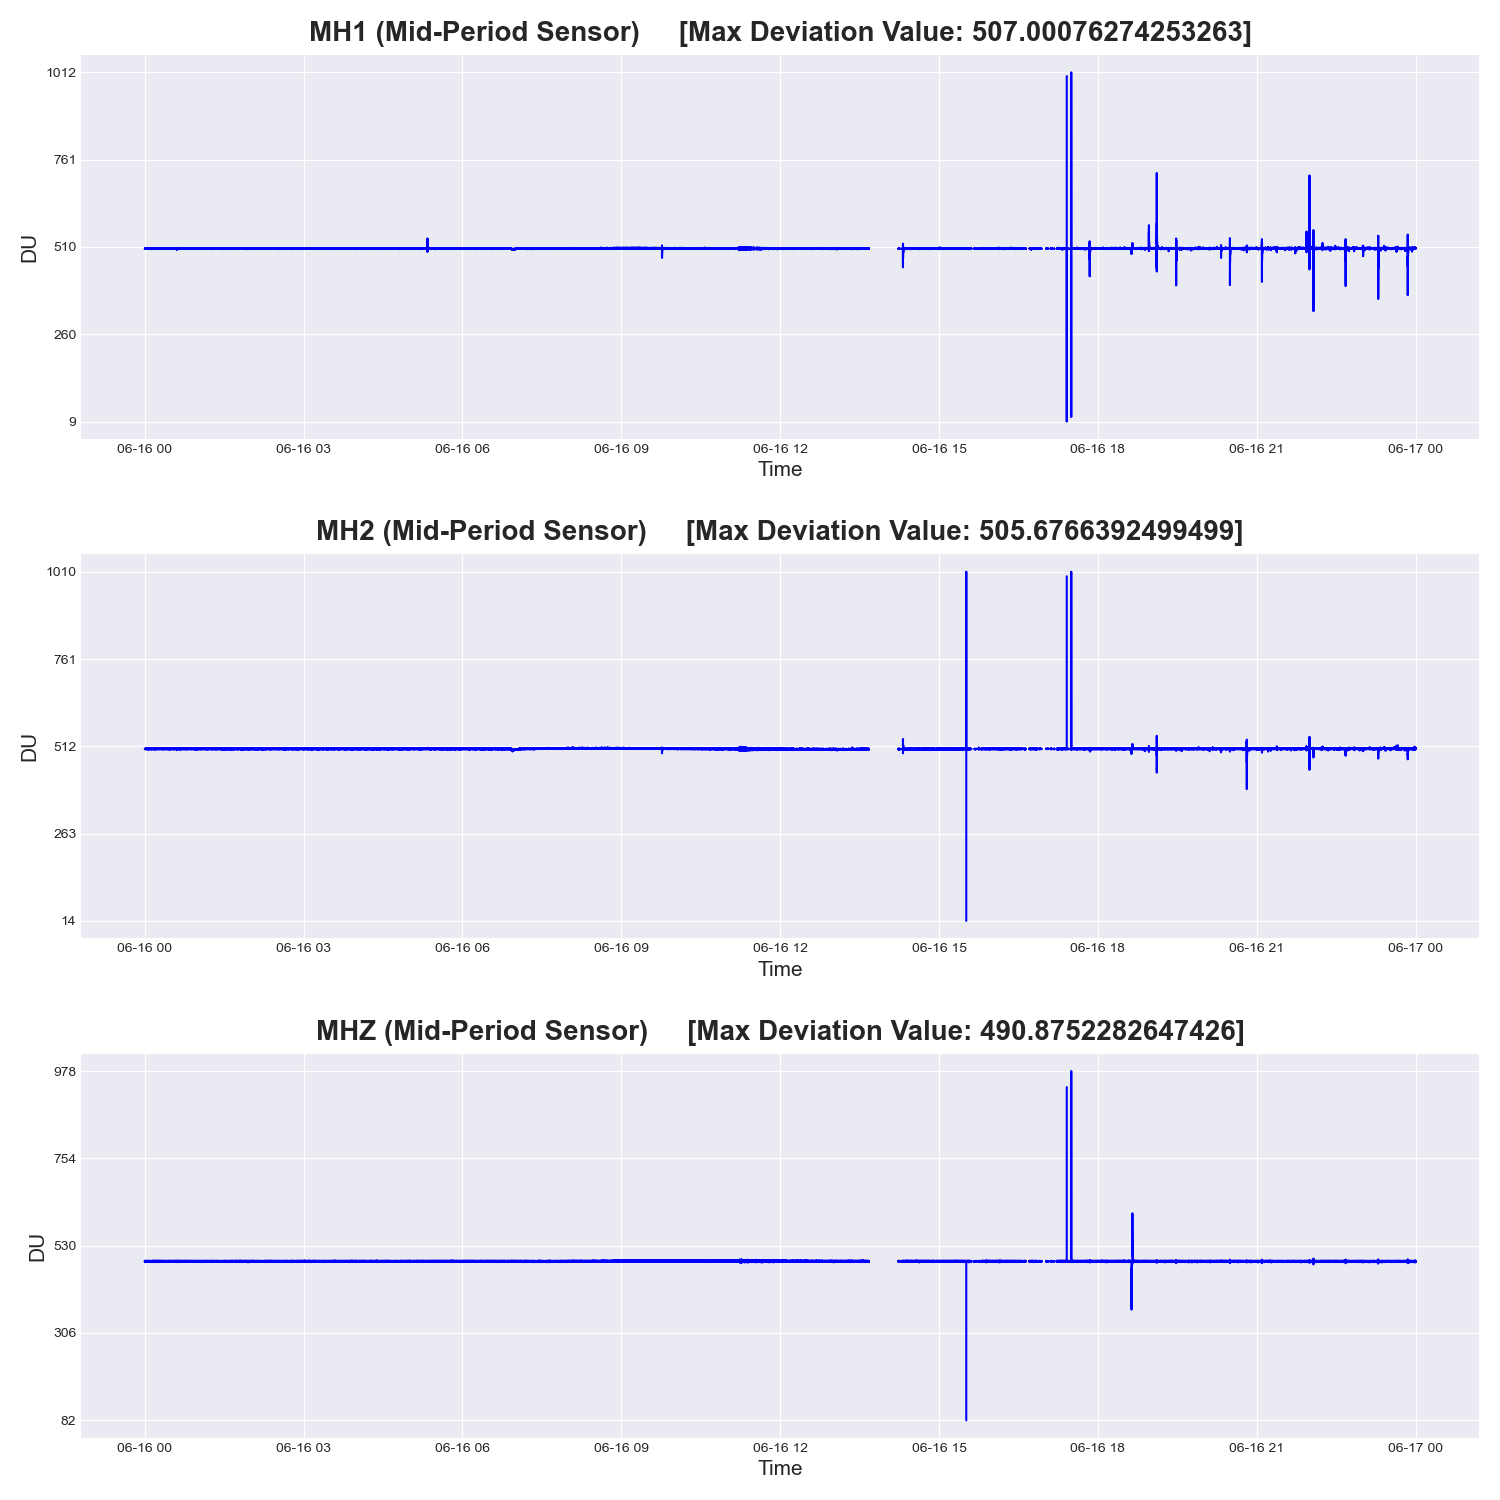 MH1 (Mid-Period Sensor) [Max Deviation Value: 507.00076274253263]
1012
761
510
260
9
DU
06-16 00 06-16 03 06-16 06 06-16 09 06-16 12 06-16 15 06-16 18 06-16 21 06-17 00
Time
MH2 (Mid-Period Sensor) [Max Deviation Value: 505.6766392499499]
1010
761
512
263
14
DU
06-16 00 06-16 03 06-16 06 06-16 09 06-16 12 06-16 15 06-16 18 06-16 21 06-17 00
Time
MHZ (Mid-Period Sensor) [Max Deviation Value: 490.8752282647426]
978
754
530
306
82
DU
06-16 00 06-16 03 06-16 06 06-16 09 06-16 12 06-16 15 06-16 18 06-16 21 06-17 00
Time